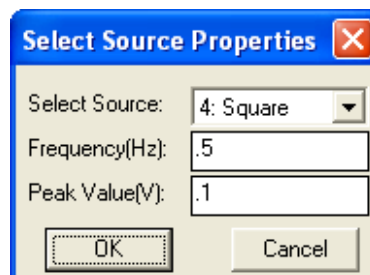 Select Source Properties
Select Source: 4: Square
Frequency(Hz): .5
Peak Value(V): .1
OK Cancel